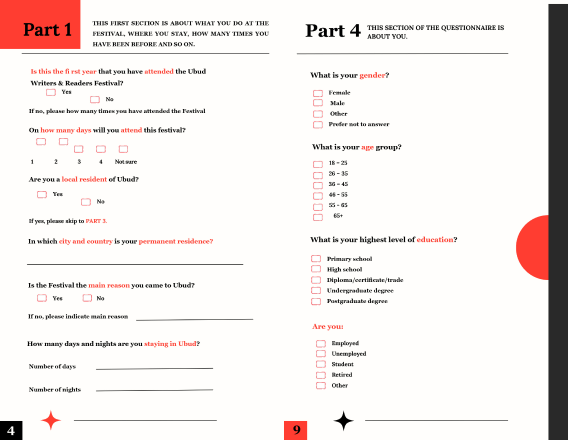 Part 1
THIS FIRST SECTION IS ABOUT WHAT YOU DO AT THE
FESTIVAL, WHERE YOU STAY, HOW MANY TIMES YOU
HAVE BEEN BEFORE AND SO ON.
Is this the first year that you have attended the Ubud
Writers & Readers Festival?
Yes
No
If no, please how many times you have attended the Festival
On how many days will you attend this festival?
1 2 3 4 Not sure
Are you a local resident of Ubud?
Yes
No
If yes, please skip to PART 3.
In which city and country is your permanent residence?
Is the Festival the main reason you came to Ubud?
Yes No
If no, please indicate main reason
How many days and nights are you staying in Ubud?
Number of days
Number of nights
4
Part 4
THIS SECTION OF THE QUESTIONNAIRE IS
ABOUT YOU.
What is your gender?
Female
Male
Other
Prefer not to answer
What is your age group?
18 – 25
26 – 35
36 – 45
46 – 55
55 – 65
65+
What is your highest level of education?
Primary school
High school
Diploma/certificate/trade
Undergraduate degree
Postgraduate degree
Are you:
Employed
Unemployed
Student
Retired
Other
9